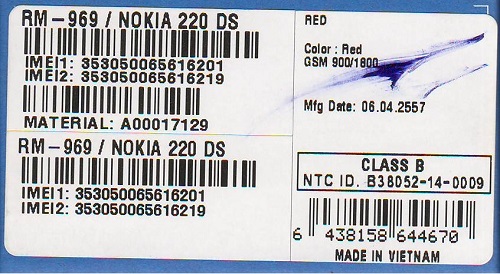 RM-969 / NOKIA 220 DS
IMEI1: 353050065616201
IMEI2: 353050065616219
MATERIAL: A00017129
RM-969 / NOKIA 220 DS
IMEI1: 353050065616201
IMEI2: 353050065616219
RED
Color : Red
GSM 900/1800
Mfg Date: 06.04.2557
CLASS B
NTC ID. B38052-14-0009
6 438158 644670
MADE IN VIETNAM